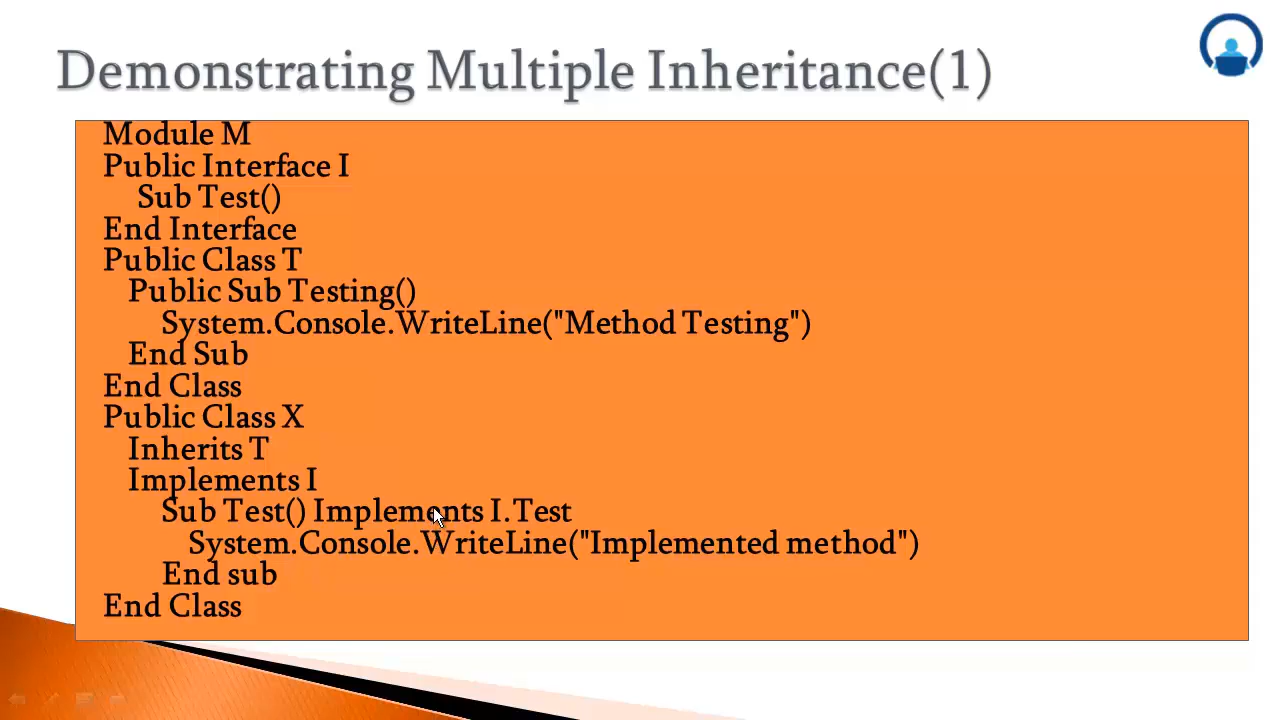 Demonstrating Multiple Inheritance(1)
Module M
Public Interface I
Sub Test()
End Interface
Public Class T
Public Sub Testing()
System.Console.WriteLine("Method Testing")
End Sub
End Class
Public Class X
Inherits T
Implements I
Sub Test() Implements I.Test
System.Console.WriteLine("Implemented method")
End sub
End Class